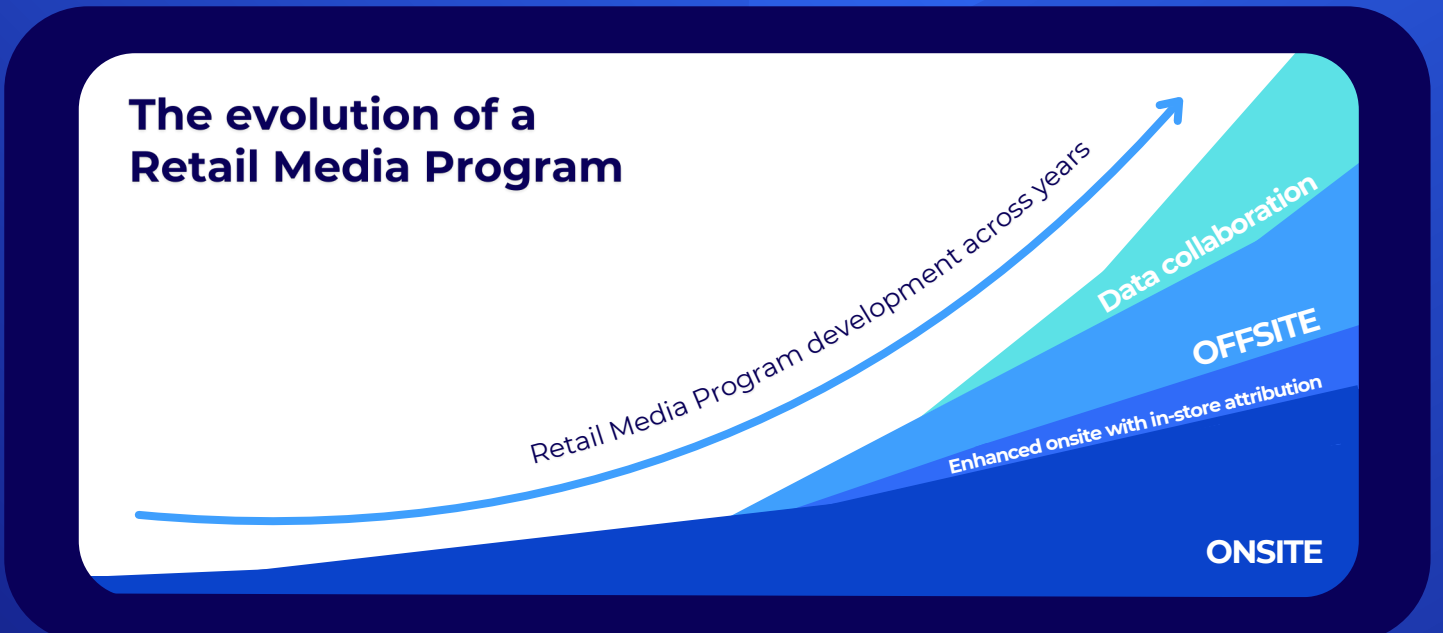 The evolution of a
Retail Media Program
Retail Media Program development across years
Data collaboration
OFFSITE
Enhanced onsite with in-store attribution
ONSITE